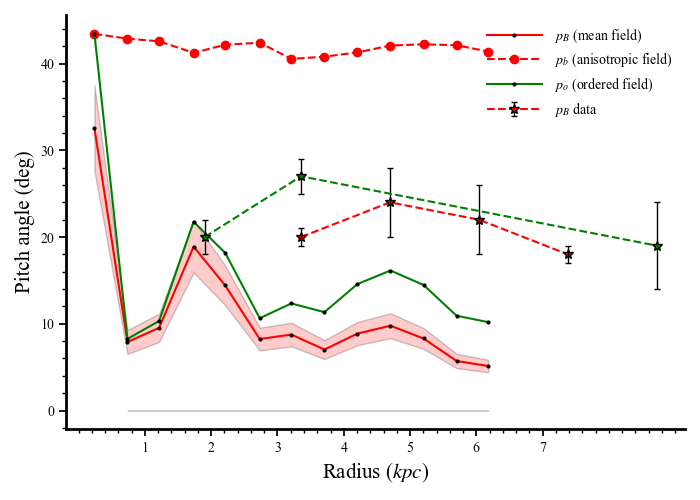 p_B (mean field)
p_b (anisotropic field)
p_o (ordered field)
p_B data
Pitch angle (deg)
40
30
20
10
0
1 2 3 4 5 6 7
Radius (kpc)